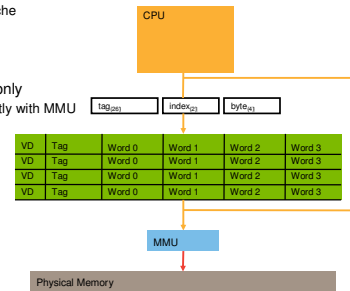 che
CPU
only
tly with MMU
tag[26] index[2] byte[4]
VD Tag Word 0 Word 1 Word 2 Word 3
VD Tag Word 0 Word 1 Word 2 Word 3
VD Tag Word 0 Word 1 Word 2 Word 3
VD Tag Word 0 Word 1 Word 2 Word 3
MMU
Physical Memory